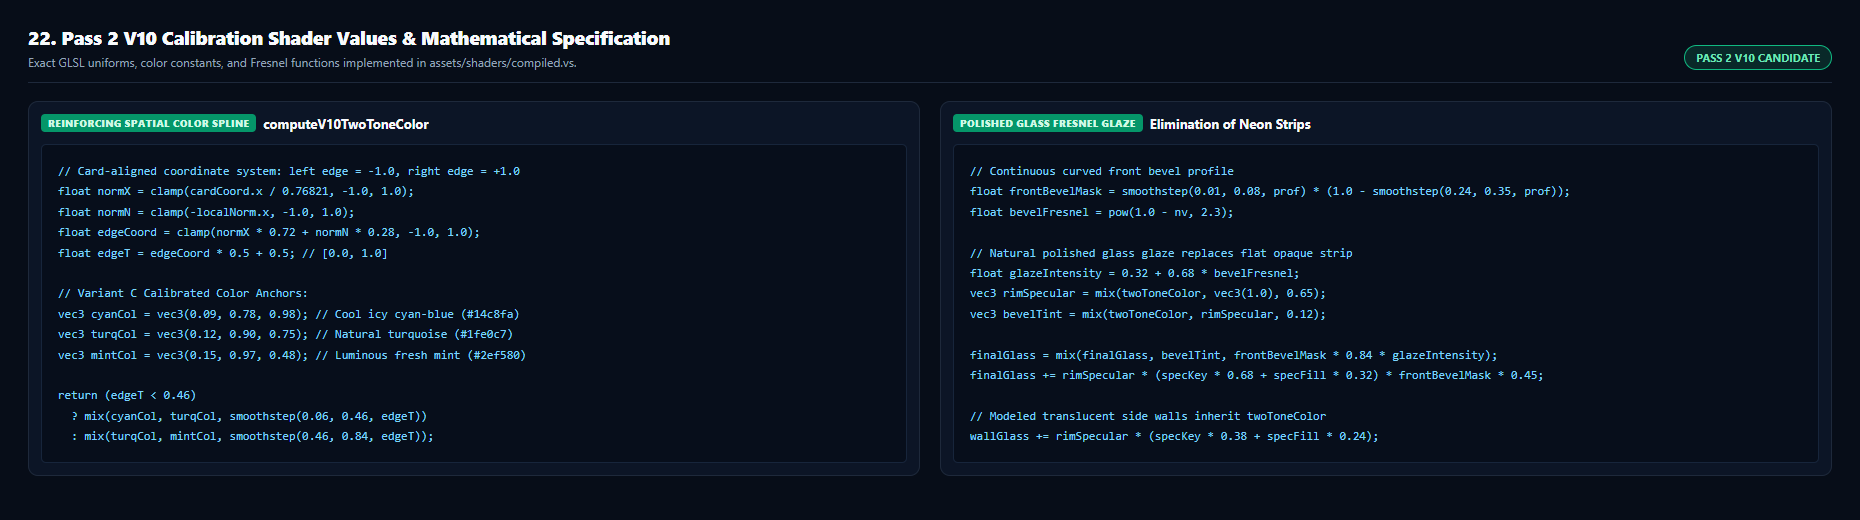 22. Pass 2 V10 Calibration Shader Values & Mathematical Specification
Exact GLSL uniforms, color constants, and Fresnel functions implemented in assets/shaders/compiled.vs.
PASS 2 V10 CANDIDATE
REINFORCING SPATIAL COLOR SPLINE computeV10TwoToneColor
// Card-aligned coordinate system: left edge = -1.0, right edge = +1.0
float normX = clamp(cardCoord.x / 0.76821, -1.0, 1.0);
float normN = clamp(-localNorm.x, -1.0, 1.0);
float edgeCoord = clamp(normX * 0.72 + normN * 0.28, -1.0, 1.0);
float edgeT = edgeCoord * 0.5 + 0.5; // [0.0, 1.0]
// Variant C Calibrated Color Anchors:
vec3 cyanCol = vec3(0.09, 0.78, 0.98); // Cool icy cyan-blue (#14c8fa)
vec3 turqCol = vec3(0.12, 0.90, 0.75); // Natural turquoise (#1fe0c7)
vec3 mintCol = vec3(0.15, 0.97, 0.48); // Luminous fresh mint (#2ef580)
return (edgeT < 0.46)
? mix(cyanCol, turqCol, smoothstep(0.06, 0.46, edgeT))
: mix(turqCol, mintCol, smoothstep(0.46, 0.84, edgeT));
POLISHED GLASS FRESNEL GLAZE Elimination of Neon Strips
// Continuous curved front bevel profile
float frontBevelMask = smoothstep(0.01, 0.08, prof) * (1.0 - smoothstep(0.24, 0.35, prof));
float bevelFresnel = pow(1.0 - nv, 2.3);
// Natural polished glass glaze replaces flat opaque strip
float glazeIntensity = 0.32 + 0.68 * bevelFresnel;
vec3 rimSpecular = mix(twoToneColor, vec3(1.0), 0.65);
vec3 bevelTint = mix(twoToneColor, rimSpecular, 0.12);
finalGlass = mix(finalGlass, bevelTint, frontBevelMask * 0.84 * glazeIntensity);
finalGlass += rimSpecular * (specKey * 0.68 + specFill * 0.32) * frontBevelMask * 0.45;
// Modeled translucent side walls inherit twoToneColor
wallGlass += rimSpecular * (specKey * 0.38 + specFill * 0.24);